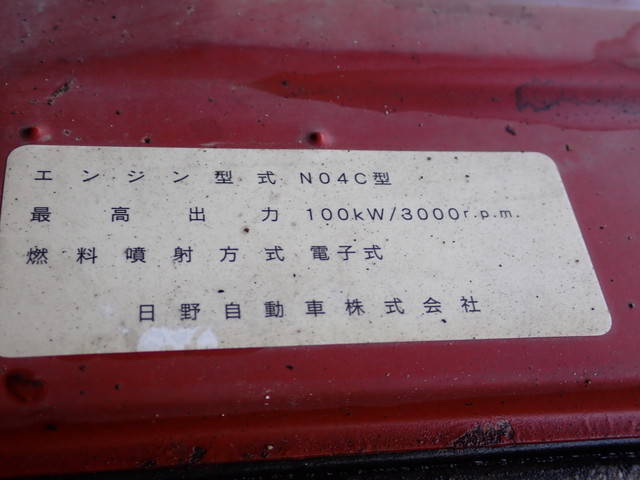 エンジン型式 N04C型
最高出力 100kW/3000r.p.m.
燃料噴射方式 電子式
日野自動車株式会社